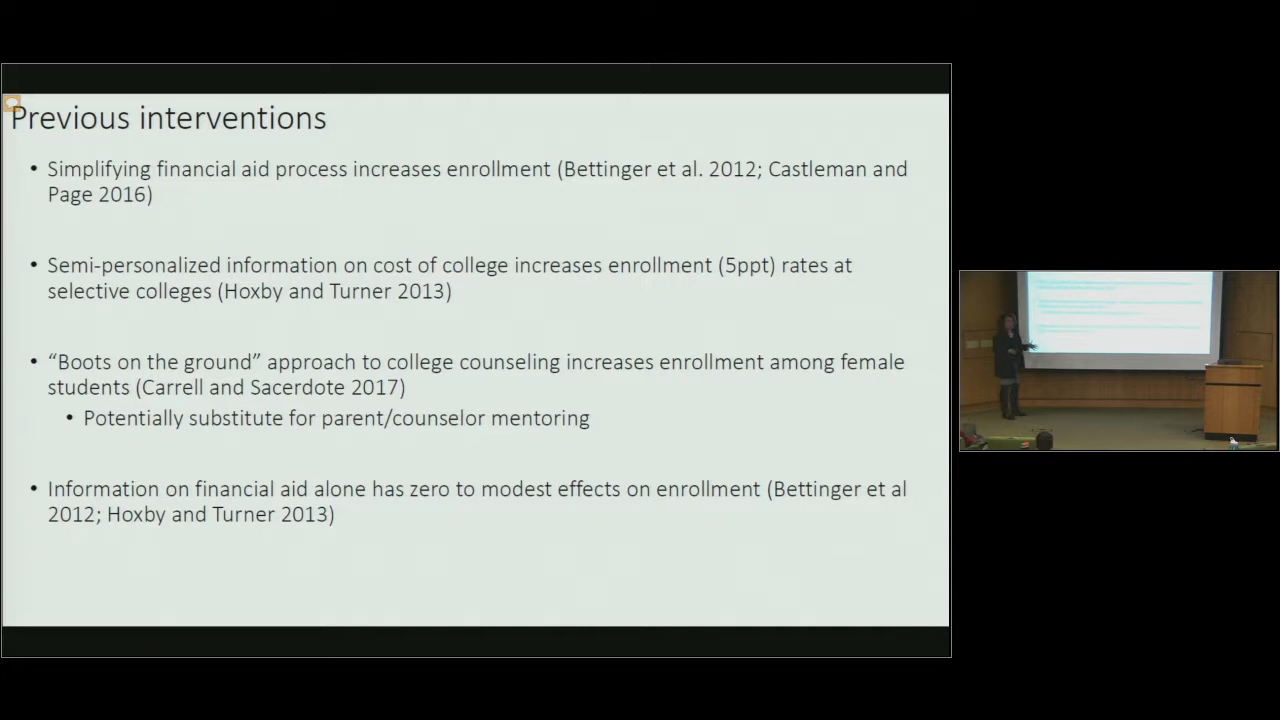 Previous interventions
• Simplifying financial aid process increases enrollment (Bettinger et al. 2012; Castleman and
Page 2016)
• Semi-personalized information on cost of college increases enrollment (5ppt) rates at
selective colleges (Hoxby and Turner 2013)
• “Boots on the ground” approach to college counseling increases enrollment among female
students (Carrell and Sacerdote 2017)
• Potentially substitute for parent/counselor mentoring
• Information on financial aid alone has zero to modest effects on enrollment (Bettinger et al
2012; Hoxby and Turner 2013)